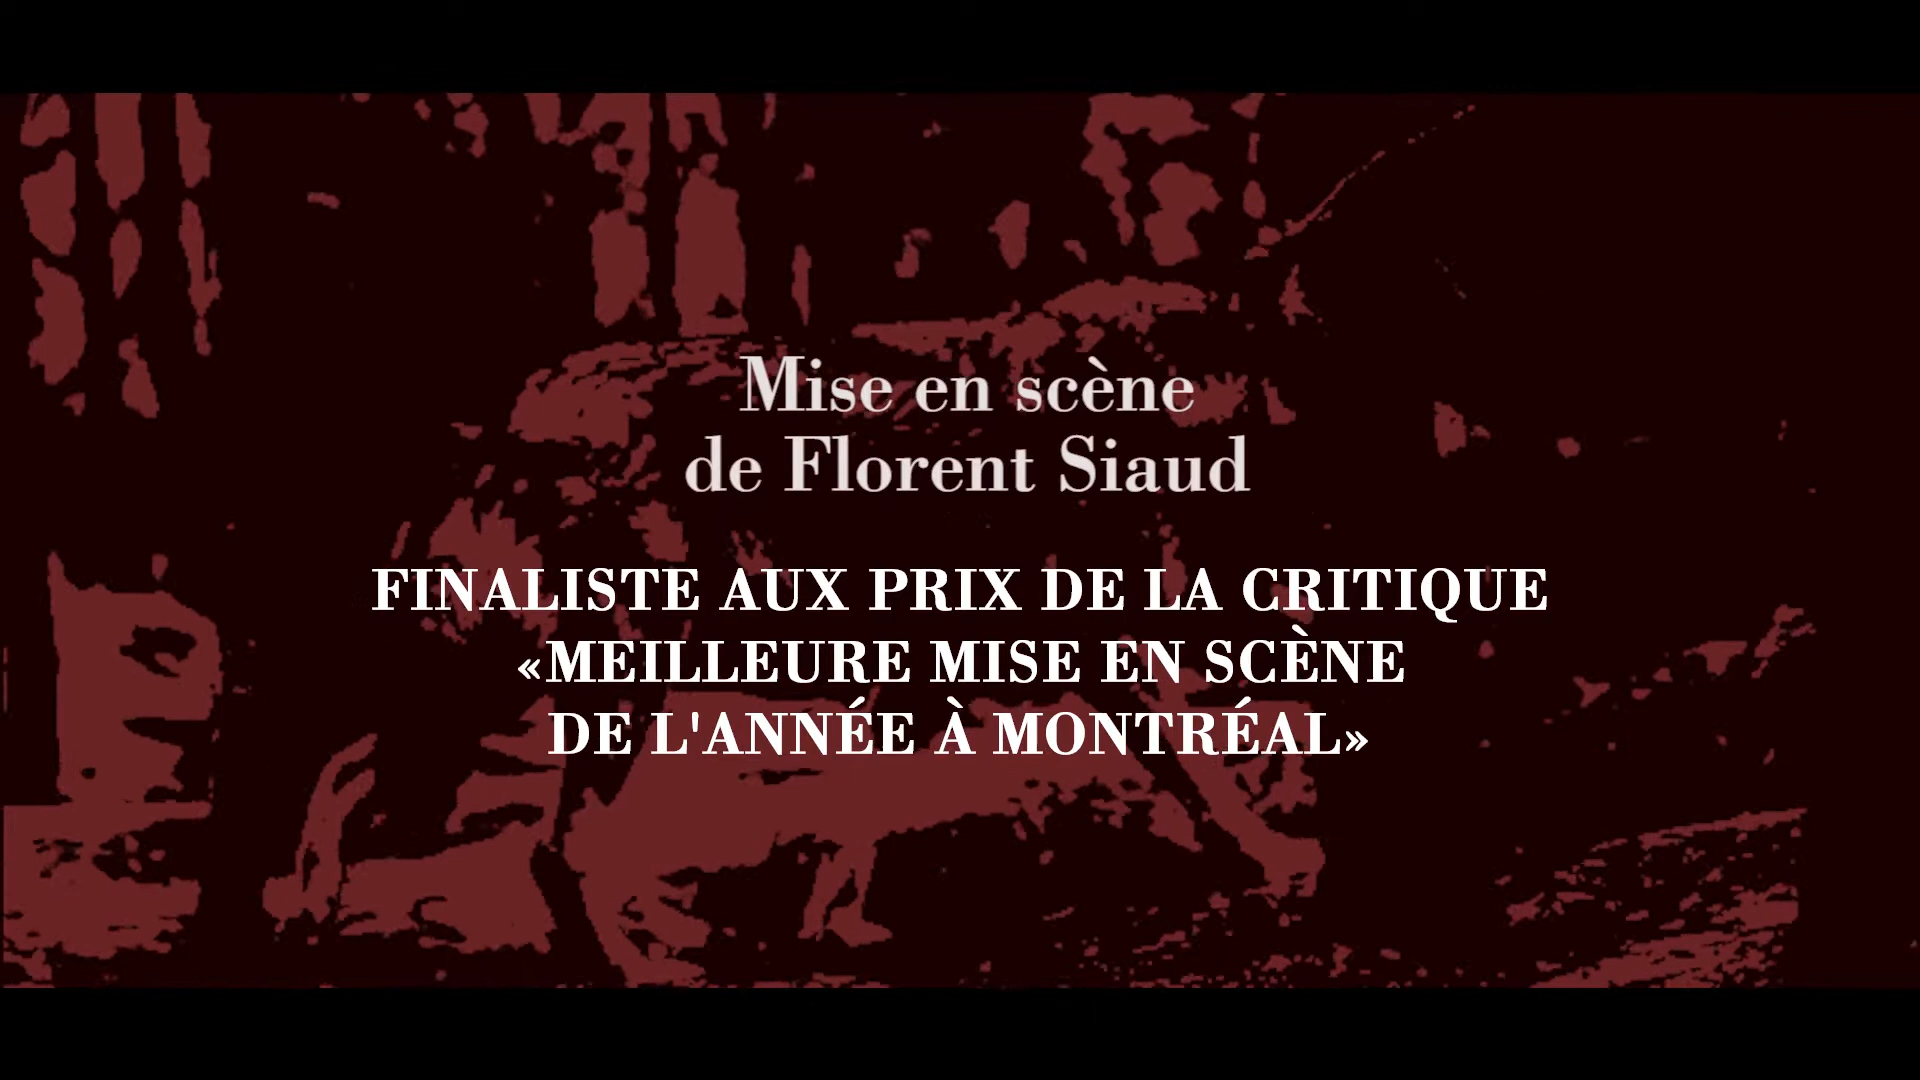 Mise en scène
de Florent Siaud
FINALISTE AUX PRIX DE LA CRITIQUE
«MEILLEURE MISE EN SCÈNE
DE L'ANNÉE À MONTRÉAL»